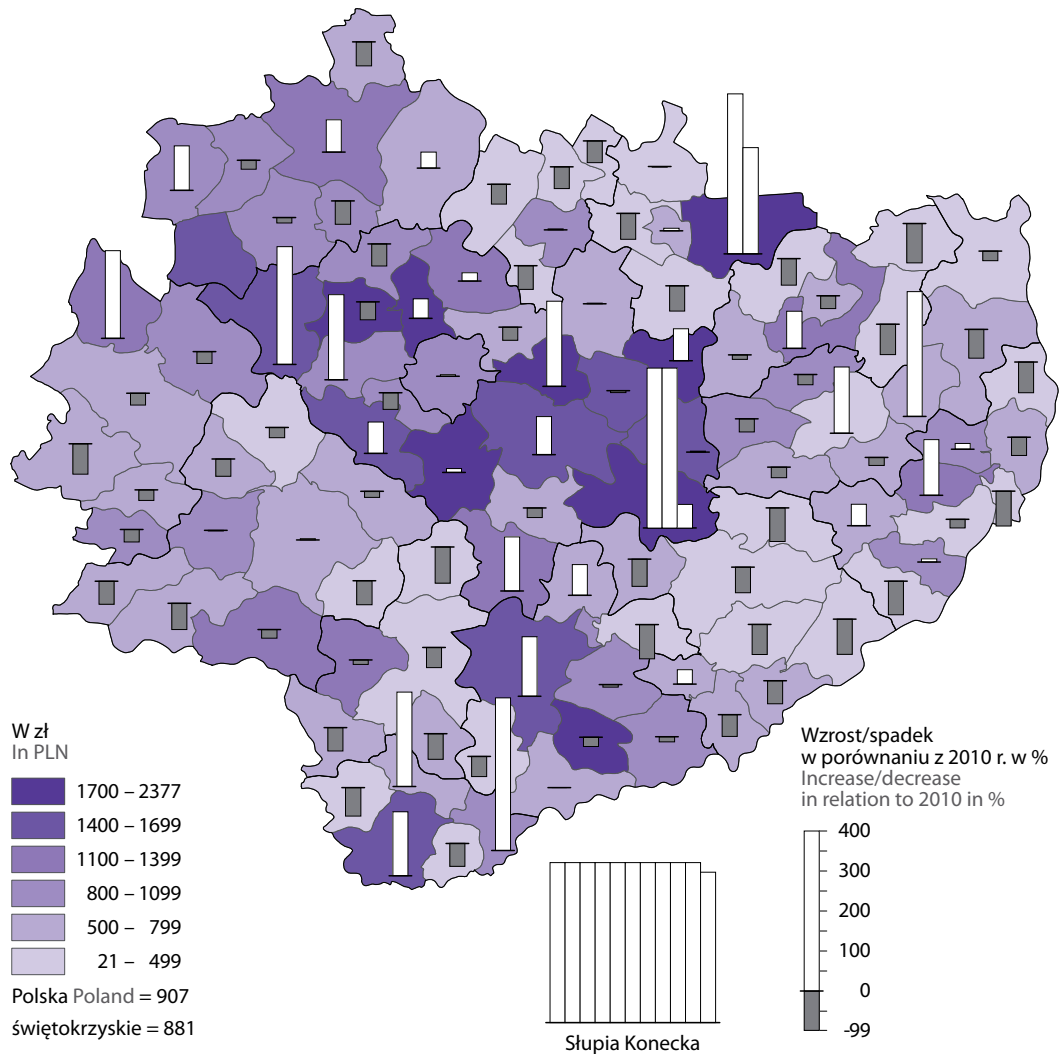 W zł
In PLN
1700 – 2377
1400 – 1699
1100 – 1399
800 – 1099
500 – 799
21 – 499
Polska Poland = 907
świętokrzyskie = 881
Słupia Konecka
Wzrost/spadek
w porównaniu z 2010 r. w %
Increase/decrease
in relation to 2010 in %
400
300
200
100
0
-99